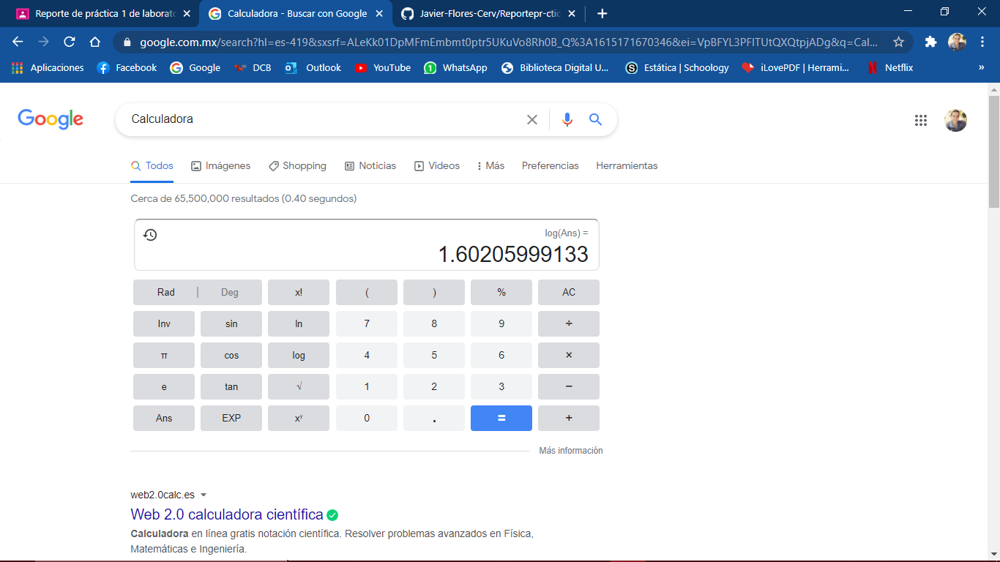 Reporte de práctica 1 de laborato
Calculadora - Buscar con Google
Javier-Flores-Cerv/Reportepr-ctic
google.com.mx/search?hl=es-419&sxsrf=ALeKk01DpMFmEmbmt0ptr5UKuVo8Rh0B_Q%3A1615171670346&ei=VpBFYL3PFITUtQXQtpjADg&q=Cal...
Aplicaciones Facebook Google DCB Outlook YouTube WhatsApp Biblioteca Digital U... Estática | Schoology iLovePDF | Herrami... Netflix »
Google
Calculadora
Todos Imágenes Shopping Noticias Videos Más Preferencias Herramientas
Cerca de 65,500,000 resultados (0.40 segundos)
log(Ans) =
1.60205999133
Rad | Deg x! ( ) % AC
Inv sin ln 7 8 9 ÷
π cos log 4 5 6 ×
e tan √ 1 2 3 −
Ans EXP xʸ 0 . = +
Más información
web2.0calc.es
Web 2.0 calculadora científica
Calculadora en línea gratis notación científica. Resolver problemas avanzados en Física,
Matemáticas e Ingeniería.